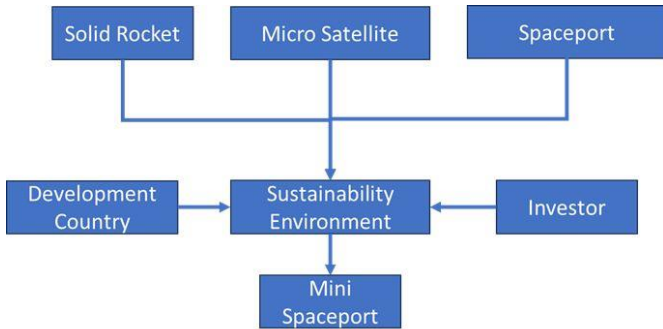 Solid Rocket
Micro Satellite
Spaceport
Development
Country
Sustainability
Environment
Investor
Mini
Spaceport